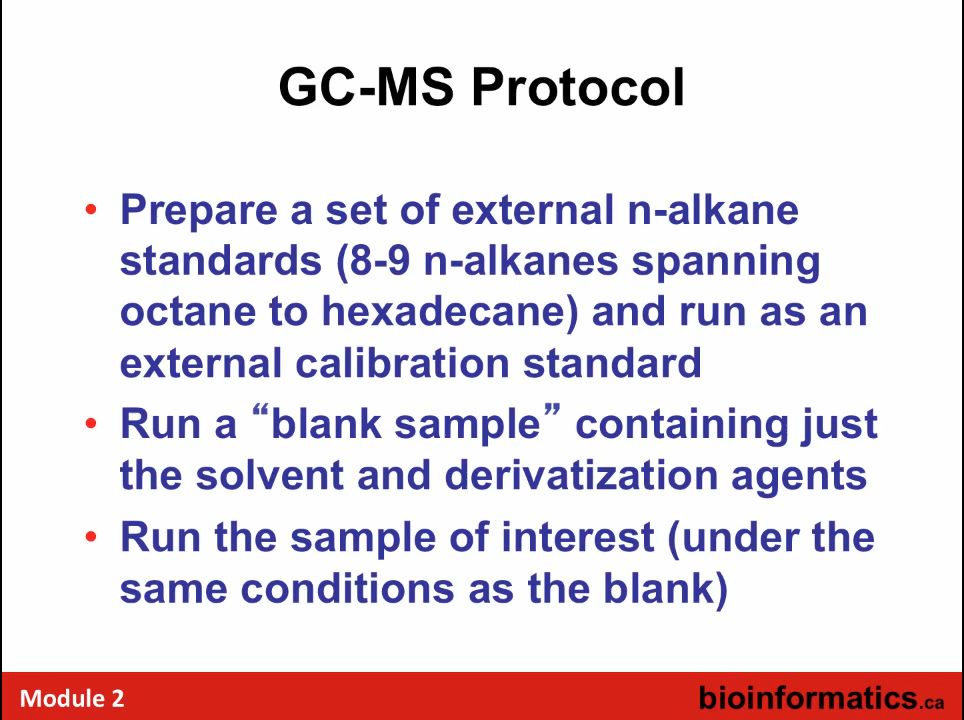 GC-MS Protocol
• Prepare a set of external n-alkane
standards (8-9 n-alkanes spanning
octane to hexadecane) and run as an
external calibration standard
• Run a “blank sample” containing just
the solvent and derivatization agents
• Run the sample of interest (under the
same conditions as the blank)
Module 2
bioinformatics.ca